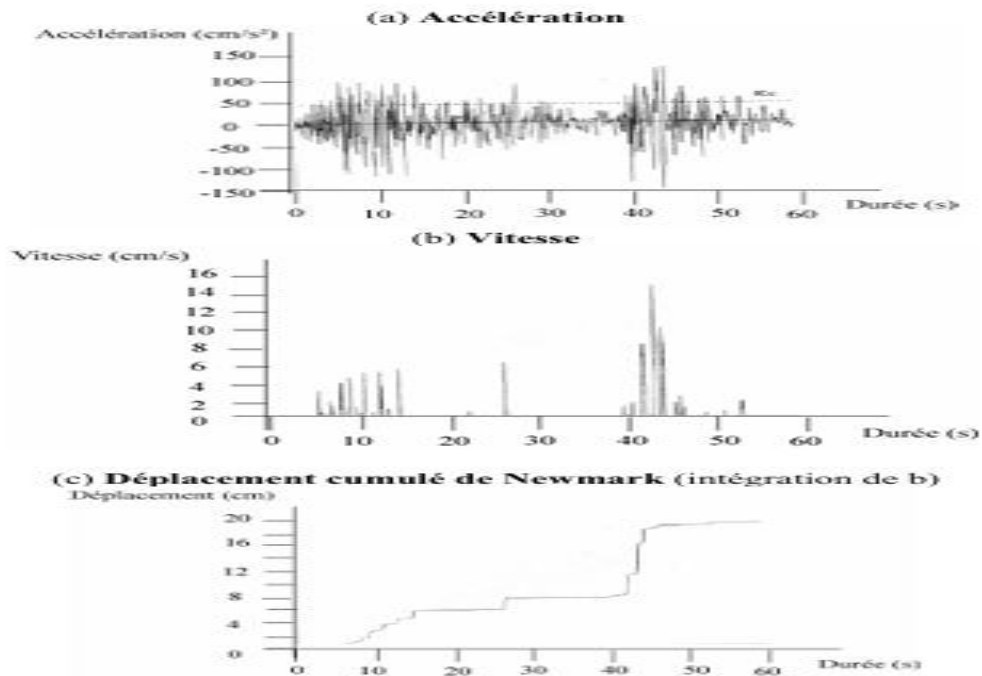 (a) Accélération
Accélération (cm/s²)
150
100
50
0
-50
-100
-150
0 10 20 30 40 50 60
Durée (s)
(b) Vitesse
Vitesse (cm/s)
16
14
12
10
8
6
4
2
0
0 10 20 30 40 50 60
Durée (s)
(c) Déplacement cumulé de Newmark (intégration de b)
Déplacement (cm)
20
16
12
8
4
0
0 10 20 30 40 50 60
Durée (s)